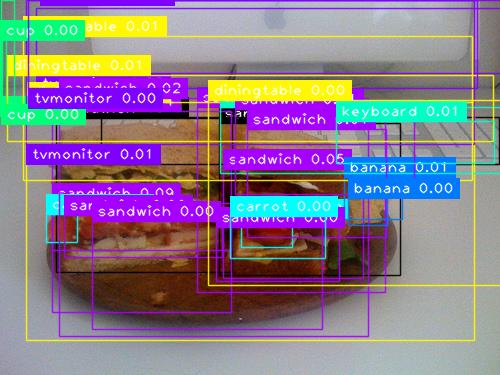 cup 0.00
table 0.01
diningtable 0.01
sandwich 0.02
tvmonitor 0.00
diningtable 0.00
sandwich
keyboard 0.01
cup 0.00
sandwich
tvmonitor 0.01
sandwich 0.05
banana 0.01
banana 0.00
sandwich 0.09
sandwich 0.00
carrot 0.00
sandwich 0.00